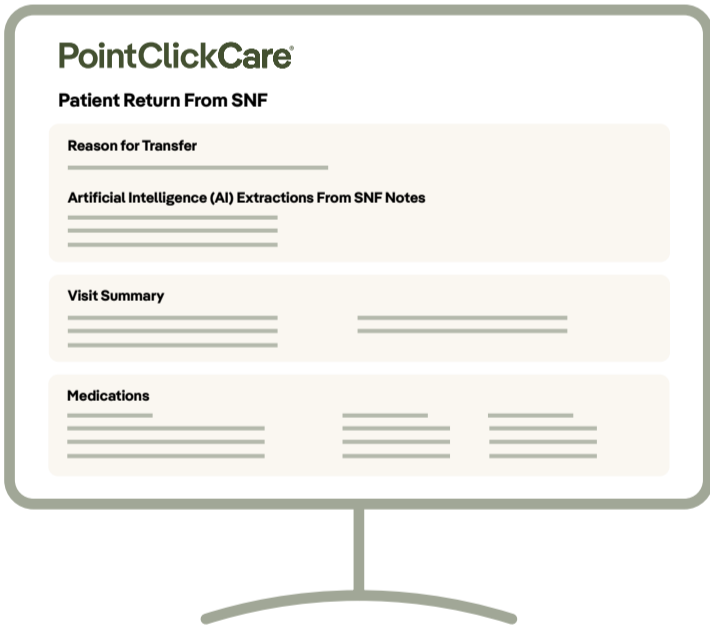 PointClickCare®
Patient Return From SNF
Reason for Transfer
Artificial Intelligence (AI) Extractions From SNF Notes
Visit Summary
Medications